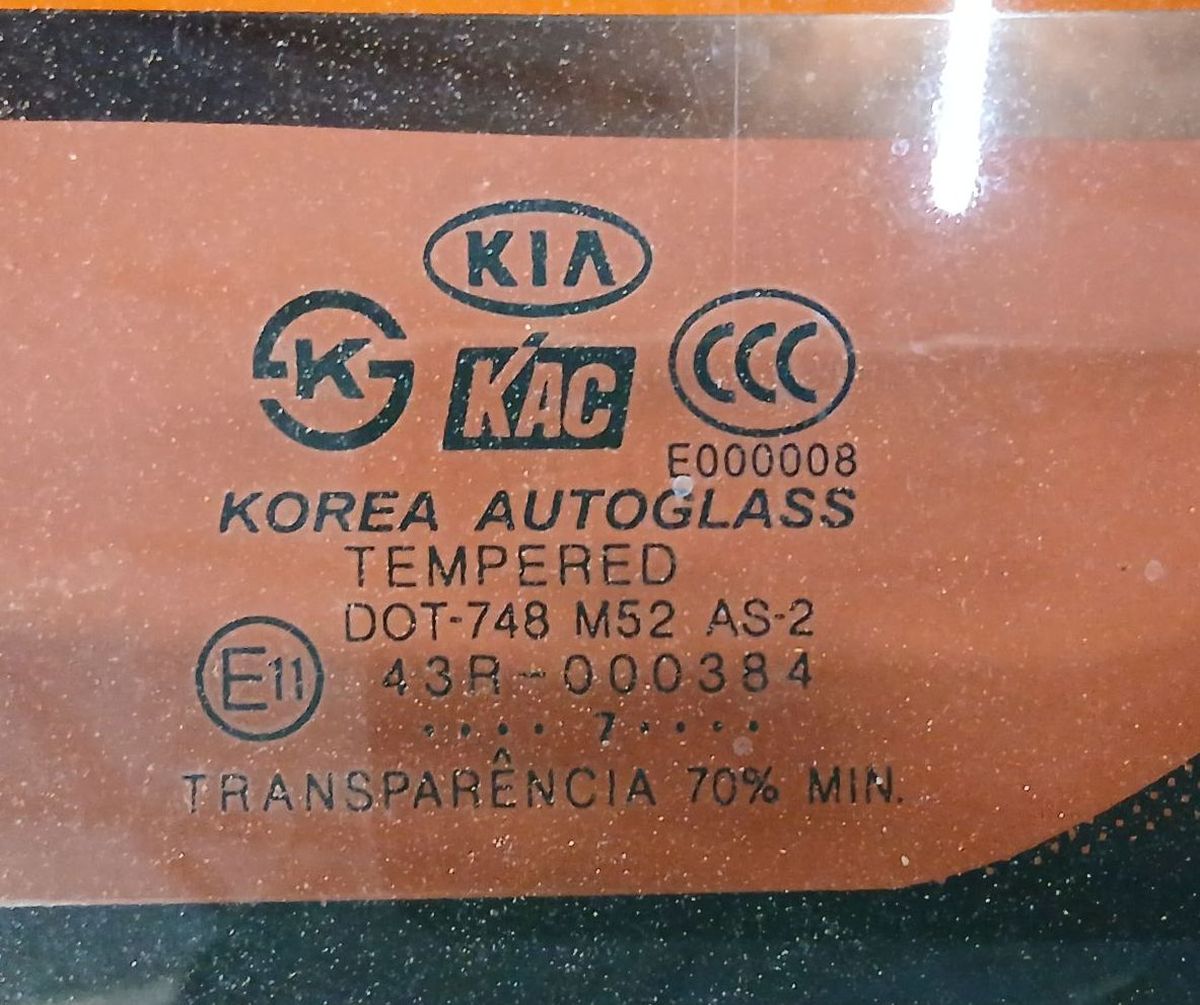 KIA
K
KAC
CCC
E000008
KOREA AUTOGLASS
TEMPERED
DOT-748 M52 AS-2
E11
43R-000384
.... 7 ....
TRANSPARÊNCIA 70% MIN.